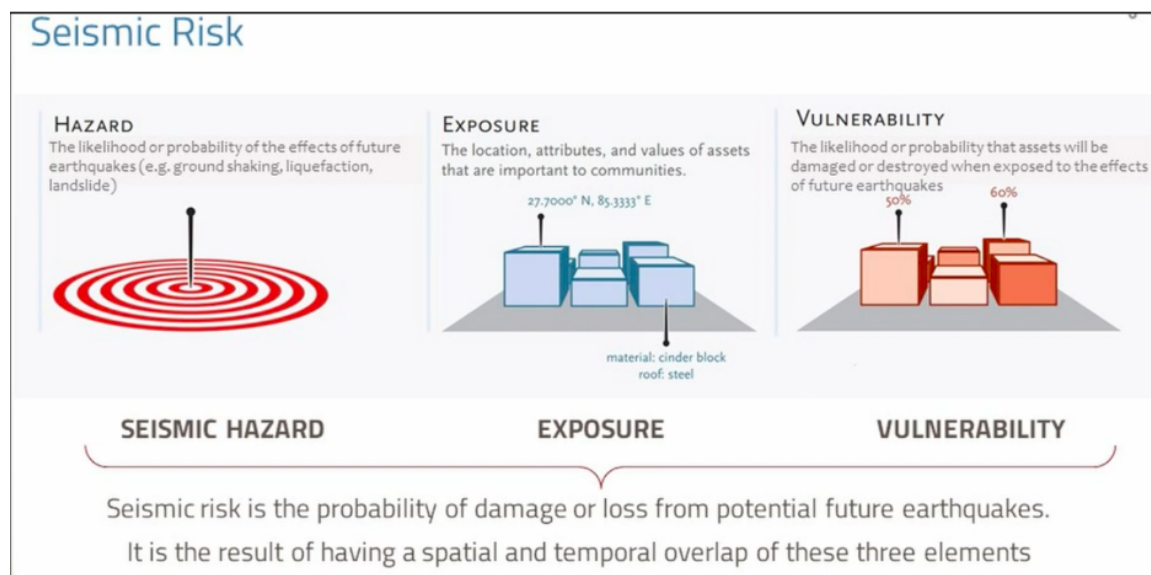 Seismic Risk
HAZARD
The likelihood or probability of the effects of future
earthquakes (e.g. ground shaking, liquefaction,
landslide)
EXPOSURE
The location, attributes, and values of assets
that are important to communities.
27.7000° N, 85.3333° E
material: cinder block
roof: steel
VULNERABILITY
The likelihood or probability that assets will be
damaged or destroyed when exposed to the effects
of future earthquakes
50%
60%
SEISMIC HAZARD
EXPOSURE
VULNERABILITY
Seismic risk is the probability of damage or loss from potential future earthquakes.
It is the result of having a spatial and temporal overlap of these three elements